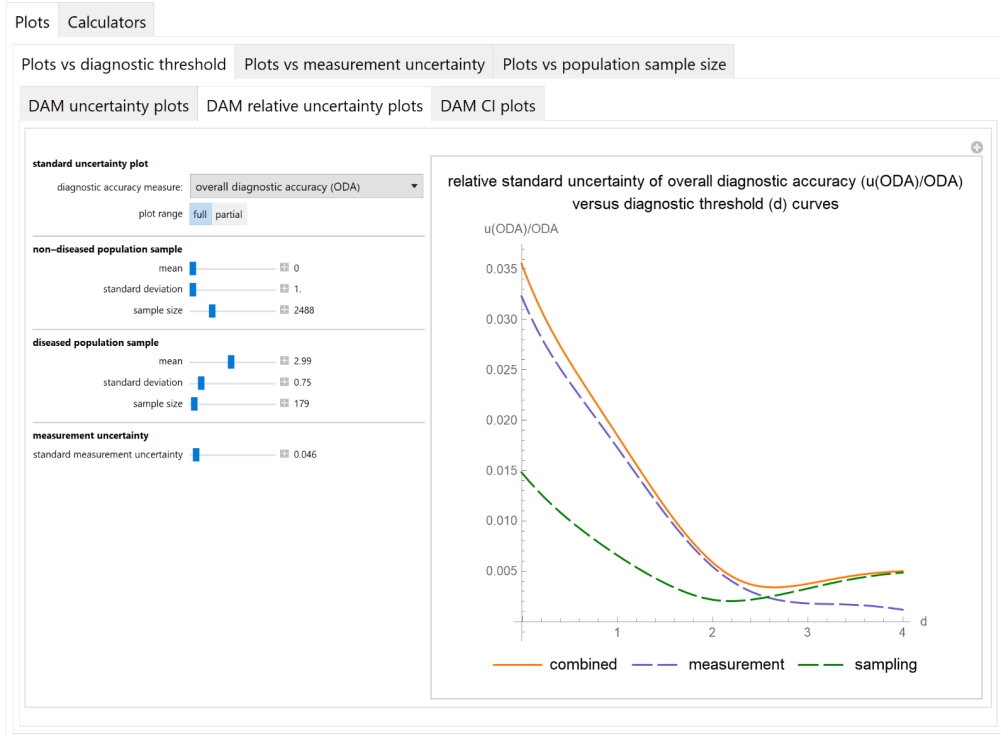 Plots Calculators
Plots vs diagnostic threshold Plots vs measurement uncertainty Plots vs population sample size
DAM uncertainty plots DAM relative uncertainty plots DAM CI plots
standard uncertainty plot
diagnostic accuracy measure: overall diagnostic accuracy (ODA)
plot range full partial
non-diseased population sample
mean 0
standard deviation 1.
sample size 2488
diseased population sample
mean 2.99
standard deviation 0.75
sample size 179
measurement uncertainty
standard measurement uncertainty 0.046
relative standard uncertainty of overall diagnostic accuracy (u(ODA)/ODA)
versus diagnostic threshold (d) curves
u(ODA)/ODA
0.035
0.030
0.025
0.020
0.015
0.010
0.005
1 2 3 4 d
combined measurement sampling